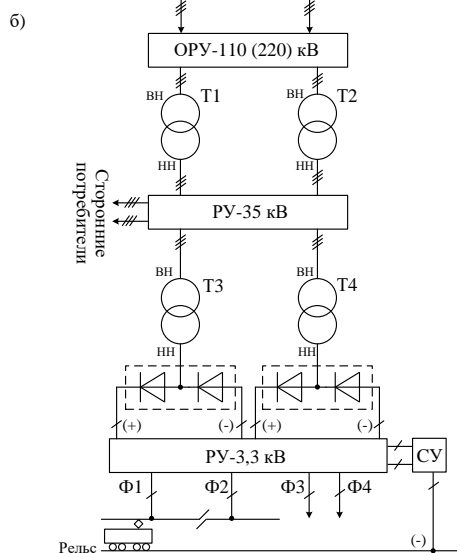 б)
ОРУ-110 (220) кВ
ВН Т1 ВН Т2
НН НН
Сторонние
потребители
РУ-35 кВ
ВН Т3 ВН Т4
НН НН
(+) (-) (+) (-)
РУ-3,3 кВ СУ
Ф1 Ф2 Ф3 Ф4
Рельс (-)